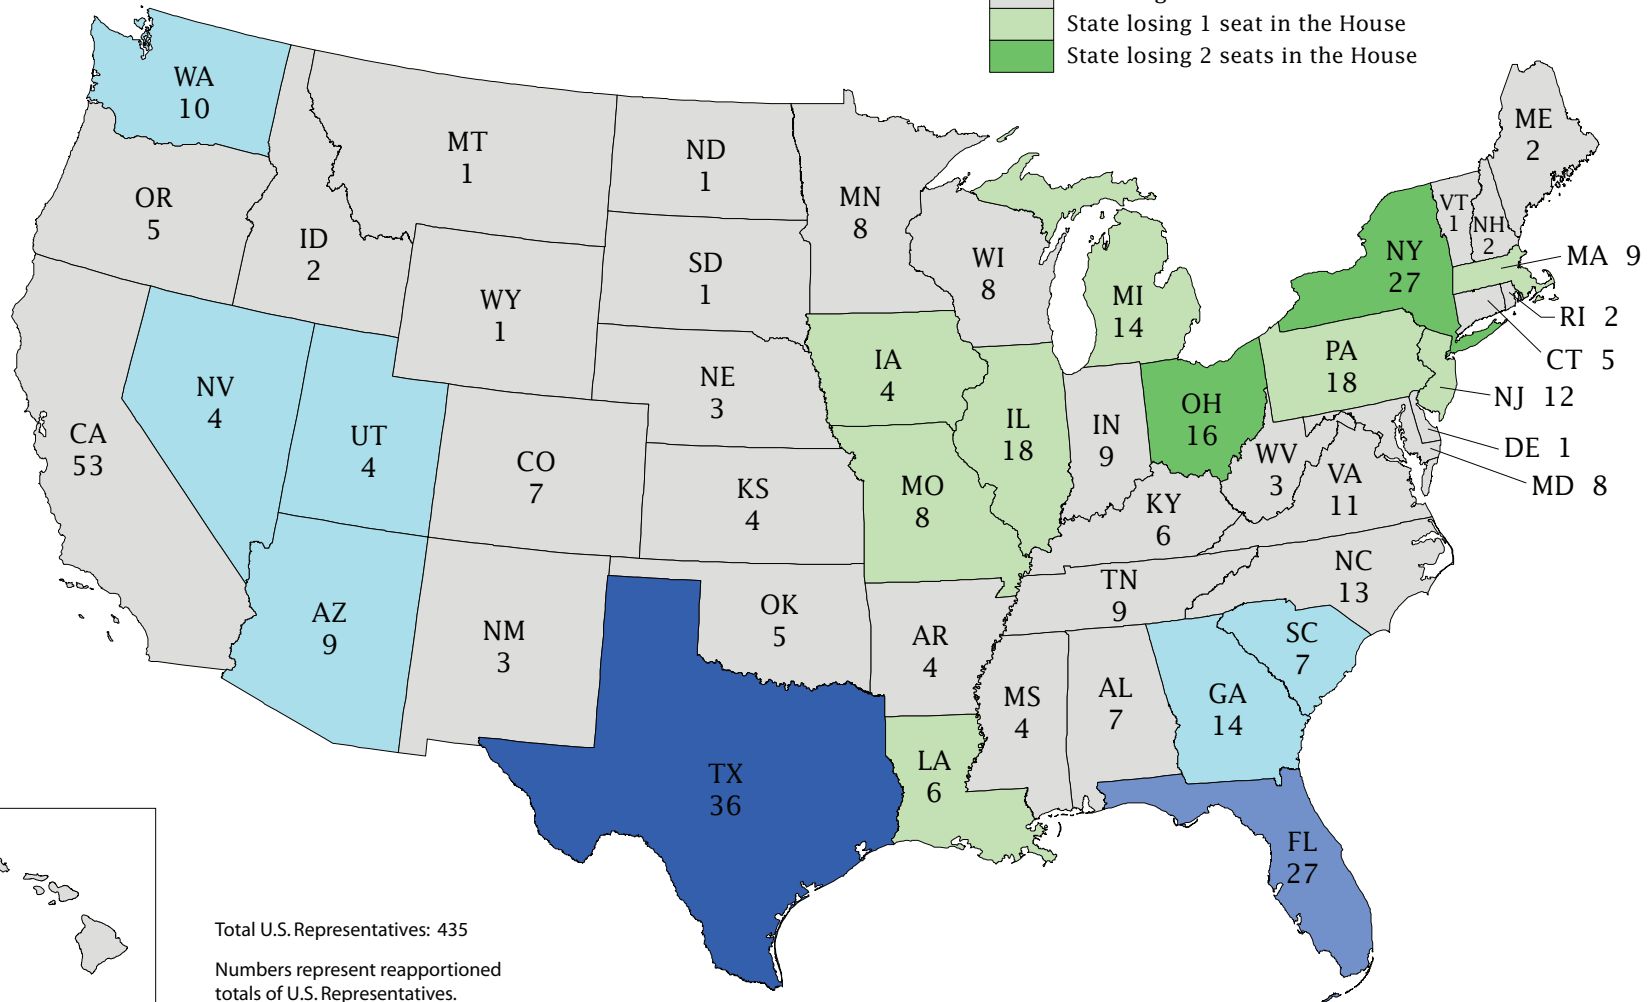 State losing 1 seat in the House
State losing 2 seats in the House
WA
10
OR
5
ID
2
MT
1
ND
1
SD
1
MN
8
WI
8
MI
14
NY
27
VT
1
NH
2
ME
2
MA 9
RI 2
CT 5
NJ 12
DE 1
MD 8
PA
18
OH
16
IN
9
IL
18
IA
4
NE
3
WY
1
NV
4
UT
4
CA
53
CO
7
KS
4
MO
8
KY
6
WV
3
VA
11
NC
13
TN
9
SC
7
GA
14
AL
7
MS
4
AR
4
OK
5
NM
3
AZ
9
TX
36
LA
6
FL
27
Total U.S. Representatives: 435
Numbers represent reapportioned
totals of U.S. Representatives.